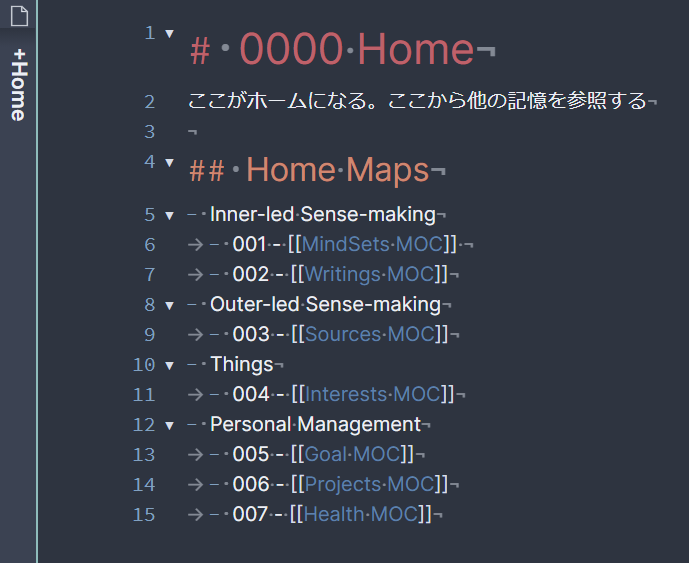 +Home
1 # 0000 Home
2 ここがホームになる。ここから他の記憶を参照する
3
4 ## Home Maps
5 - Inner-led Sense-making
6 - 001 - [[MindSets MOC]]
7 - 002 - [[Writings MOC]]
8 - Outer-led Sense-making
9 - 003 - [[Sources MOC]]
10 - Things
11 - 004 - [[Interests MOC]]
12 - Personal Management
13 - 005 - [[Goal MOC]]
14 - 006 - [[Projects MOC]]
15 - 007 - [[Health MOC]]